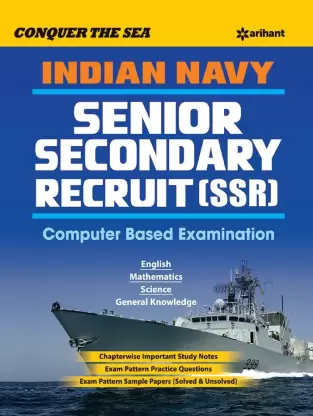 CONQUER THE SEA
arihant
INDIAN NAVY
SENIOR
SECONDARY
RECRUIT (SSR)
Computer Based Examination
English
Mathematics
Science
General Knowledge
Chapterwise Important Study Notes
Exam Pattern Practice Questions
Exam Pattern Sample Papers (Solved & Unsolved)